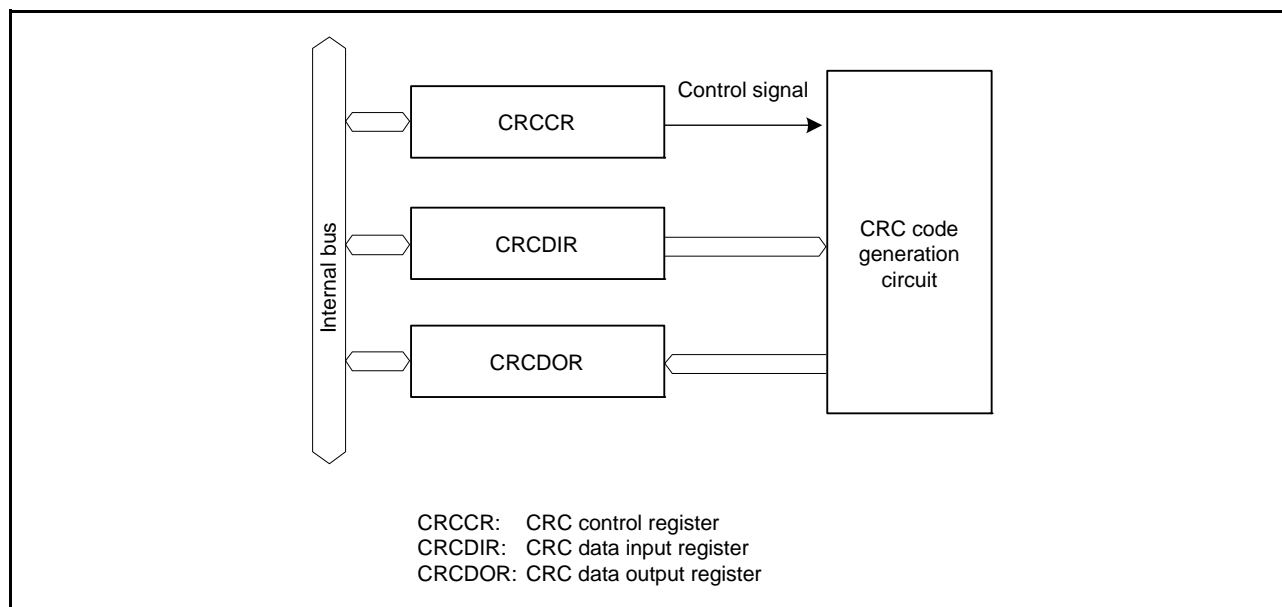 Control signal
CRCCR
Internal bus
CRCDIR
CRC code
generation
circuit
CRCDOR
CRCCR: CRC control register
CRCDIR: CRC data input register
CRCDOR: CRC data output register